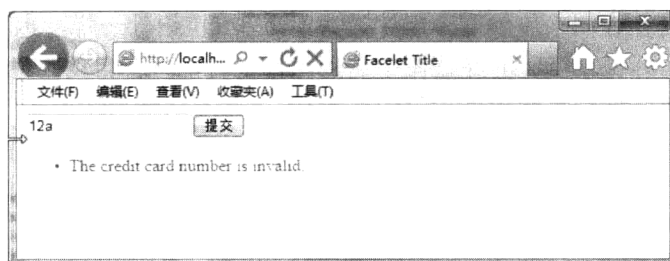 http://localh...
Facelet Title
文件(F) 编辑(E) 查看(V) 收藏夹(A) 工具(T)
12a 提交
• The credit card number is invalid.